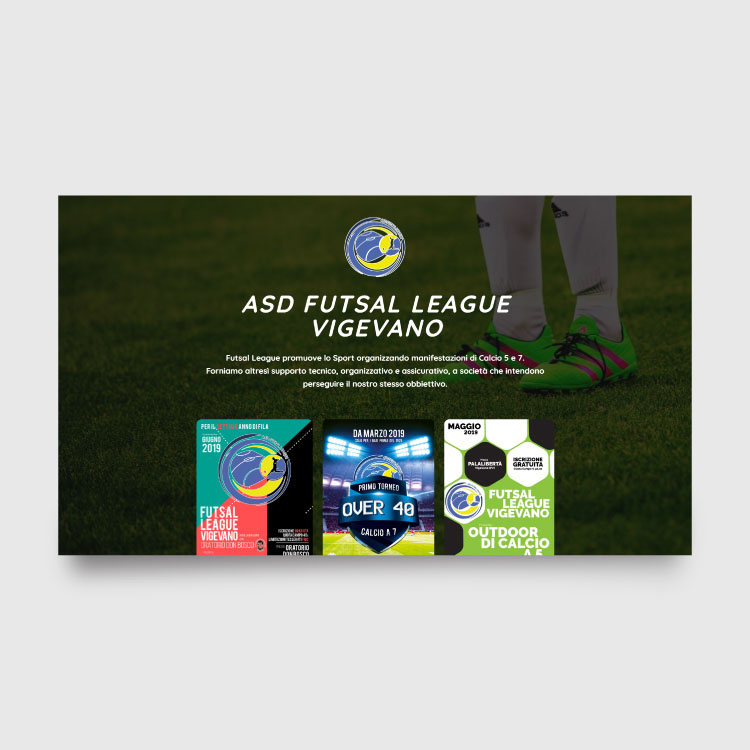 ASD FUTSAL LEAGUE
VIGEVANO
Futsal League promuove lo Sport organizzando manifestazioni di Calcio 5 e 7.
Forniamo altresì supporto tecnico, organizzativo e assicurativo, a società che intendono
perseguire il nostro stesso obbiettivo.
PER IL ANNO DI FILA
GIUGNO
2019
FUTSAL
LEAGUE
VIGEVANO
ORATORIO DON BOSCO
ORATORIO
DON BOSCO
DA MARZO 2019
PRIMO TORNEO
OVER 40
CALCIO A 7
MAGGIO
2019
PALALIBERTÀ
ISCRIZIONE
GRATUITA
FUTSAL
LEAGUE
VIGEVANO
OUTDOOR
DI CALCIO
A 5